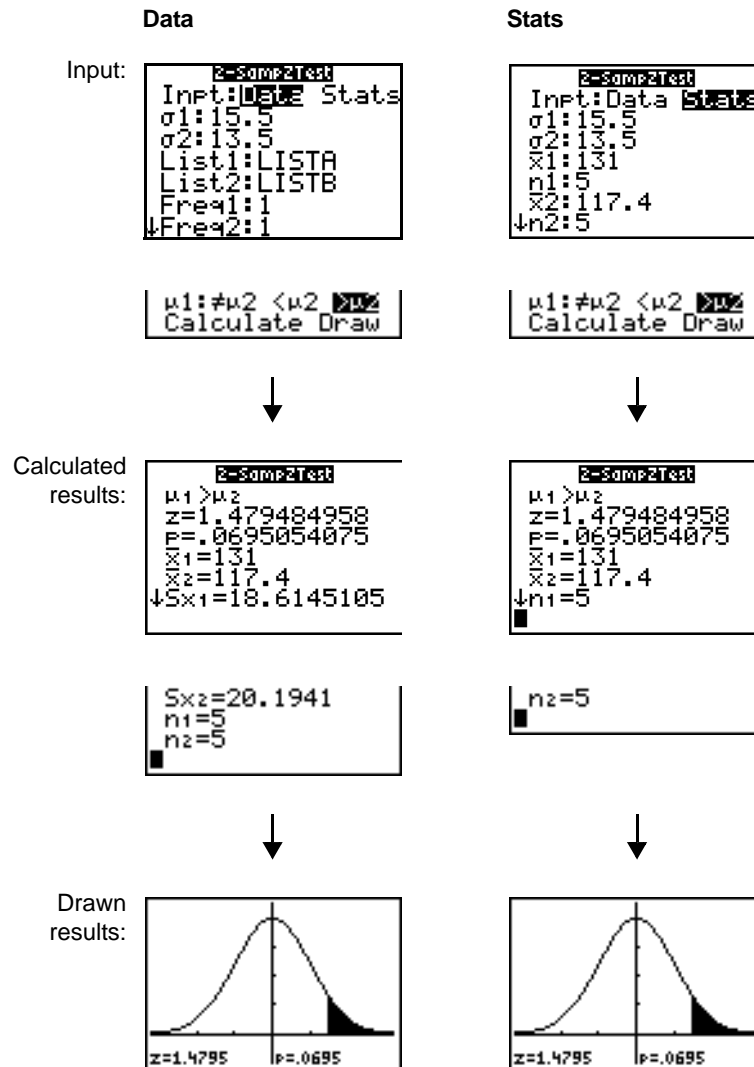 Data
Stats
Input:
2-SampZTest
Inpt:Data Stats
σ1:15.5
σ2:13.5
List1:LISTA
List2:LISTB
Freq1:1
↓Freq2:1
2-SampZTest
Inpt:Data Stats
σ1:15.5
σ2:13.5
x̄1:131
n1:5
x̄2:117.4
↓n2:5
μ1:≠μ2 <μ2 >μ2
Calculate Draw
μ1:≠μ2 <μ2 >μ2
Calculate Draw
Calculated
results:
2-SampZTest
μ1>μ2
z=1.479484958
p=.0695054075
x̄1=131
x̄2=117.4
↓Sx1=18.6145105
2-SampZTest
μ1>μ2
z=1.479484958
p=.0695054075
x̄1=131
x̄2=117.4
↓n1=5
Sx2=20.1941
n1=5
n2=5
n2=5
Drawn
results:
z=1.4795 p=.0695
z=1.4795 p=.0695